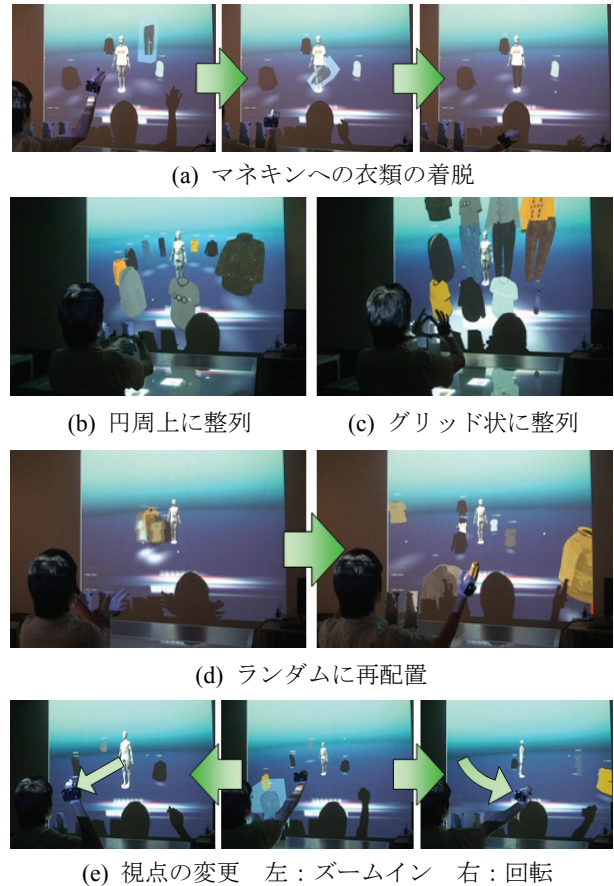 (a) マネキンへの衣類の着脱
(b) 円周上に整列
(c) グリッド状に整列
(d) ランダムに再配置
(e) 視点の変更　左：ズームイン　右：回転